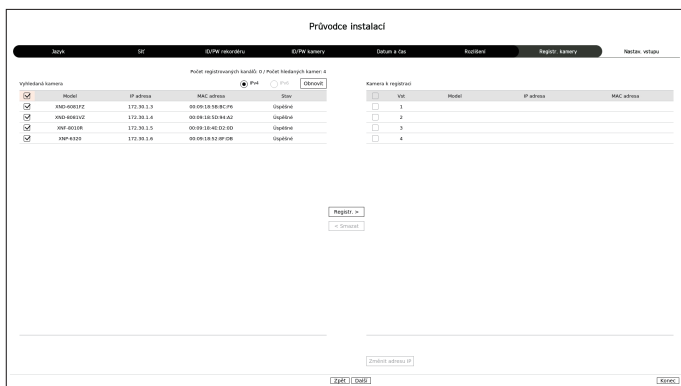 Průvodce instalací
Jazyk Síť ID/PW rekordéru ID/PW kamery Datum a čas Rozlišení Registr. kamery Nastav. vstupu
Počet registrovaných kanálů: 0 / Počet hledaných kamer: 4
Vyhledaná kamera IPv4 IPv6 Obnovit Kamera k registraci
Model IP adresa MAC adresa Stav Vst Model IP adresa MAC adresa
XND-6081FZ 172.30.1.3 00:09:18:5B:BC:F6 Úspěšné 1
XND-8081VZ 172.30.1.4 00:09:18:5D:94:A2 Úspěšné 2
XNF-8010R 172.30.1.5 00:09:18:4E:D2:0D Úspěšné 3
XNP-6320 172.30.1.6 00:09:18:52:8F:DB Úspěšné 4
Registr. >
< Smazat
Změnit adresu IP
Zpět Další Konec